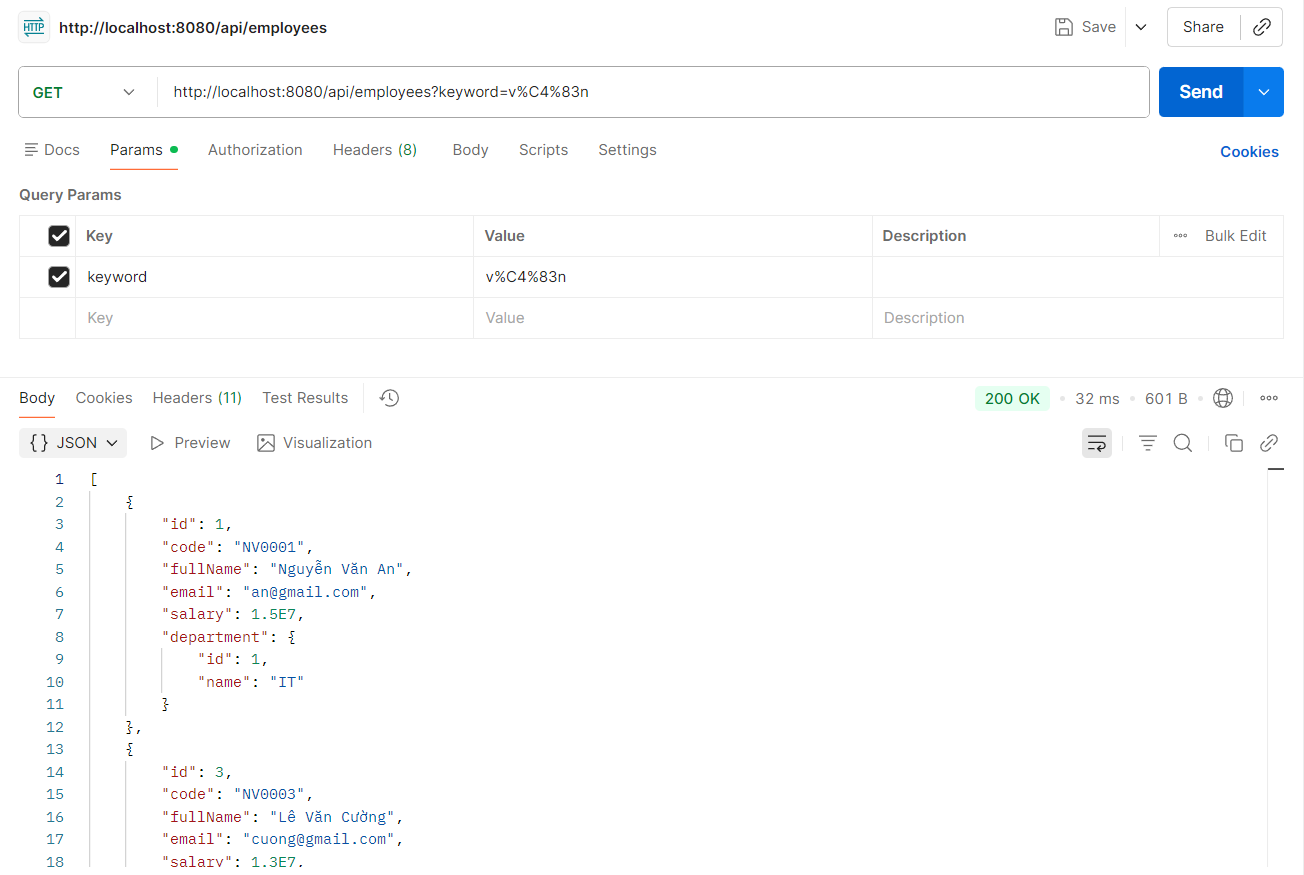 HTTP http://localhost:8080/api/employees Save Share
GET http://localhost:8080/api/employees?keyword=v%C4%83n Send
Docs Params Authorization Headers (8) Body Scripts Settings Cookies
Query Params
Key Value Description Bulk Edit
keyword v%C4%83n
Key Value Description
Body Cookies Headers (11) Test Results 200 OK 32 ms 601 B
{} JSON Preview Visualization
1 [
2 {
3 "id": 1,
4 "code": "NV0001",
5 "fullName": "Nguyễn Văn An",
6 "email": "an@gmail.com",
7 "salary": 1.5E7,
8 "department": {
9 "id": 1,
10 "name": "IT"
11 }
12 },
13 {
14 "id": 3,
15 "code": "NV0003",
16 "fullName": "Lê Văn Cường",
17 "email": "cuong@gmail.com",
18 "salary": 1.3E7,